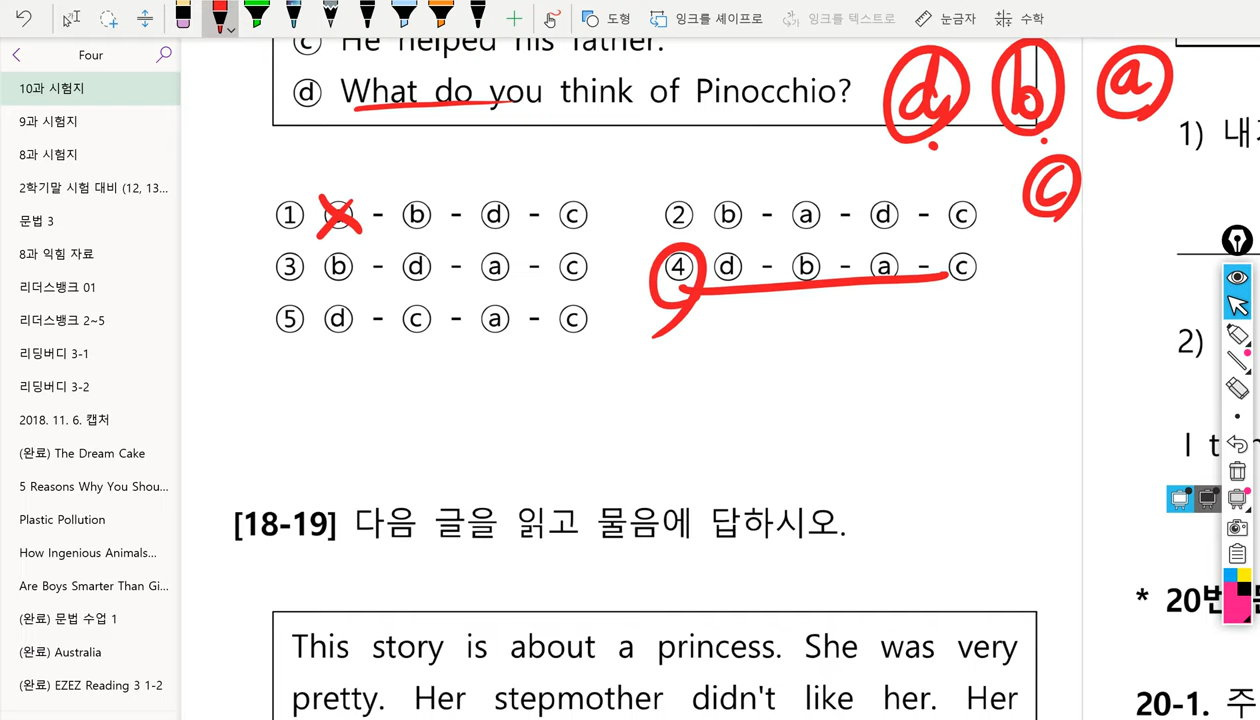 도형
잉크를 셰이프로
잉크를 텍스트로
눈금자
수학
Four
10과 시험지
9과 시험지
8과 시험지
2학기말 시험 대비 (12, 13...
문법 3
8과 익힘 자료
리더스뱅크 01
리더스뱅크 2~5
리딩버디 3-1
리딩버디 3-2
2018. 11. 6. 캡처
(완료) The Dream Cake
5 Reasons Why You Shou...
Plastic Pollution
How Ingenious Animals...
Are Boys Smarter Than Gi...
(완료) 문법 수업 1
(완료) Australia
(완료) EZEZ Reading 3 1-2
ⓒ He helped his father.
ⓓ What do you think of Pinocchio?
d b a
c
① - ⓑ - ⓓ - ⓒ
② ⓑ - ⓐ - ⓓ - ⓒ
③ ⓑ - ⓓ - ⓐ - ⓒ
④ ⓓ - ⓑ - ⓐ - ⓒ
⑤ ⓓ - ⓒ - ⓐ - ⓒ
[18-19] 다음 글을 읽고 물음에 답하시오.
This story is about a princess. She was very
pretty. Her stepmother didn't like her. Her
1)
2)
I
* 20번
20-1. 주